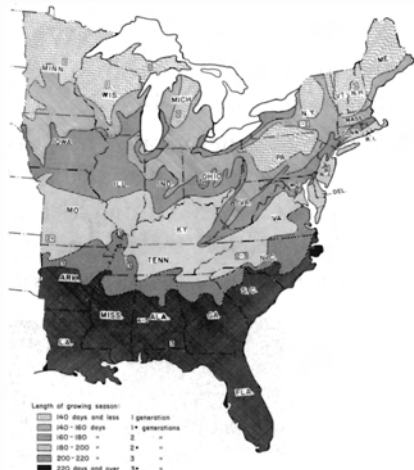 ME.
MINN
VT.
N.H.
WIS
MICH
N.Y.
MASS.
R.I.
IOWA
PA.
ILL.
IND.
OHIO
DEL.
MO
KY
VA
TENN
N.C.
ARK.
S.C.
MISS.
ALA.
GA.
LA.
FLA.
Length of growing season:
140 days and less 1 generation
140-160 days 1+ generations
160-180 " 2 "
180-200 " 2+ "
200-220 " 3 "
220 days and over 3+ "